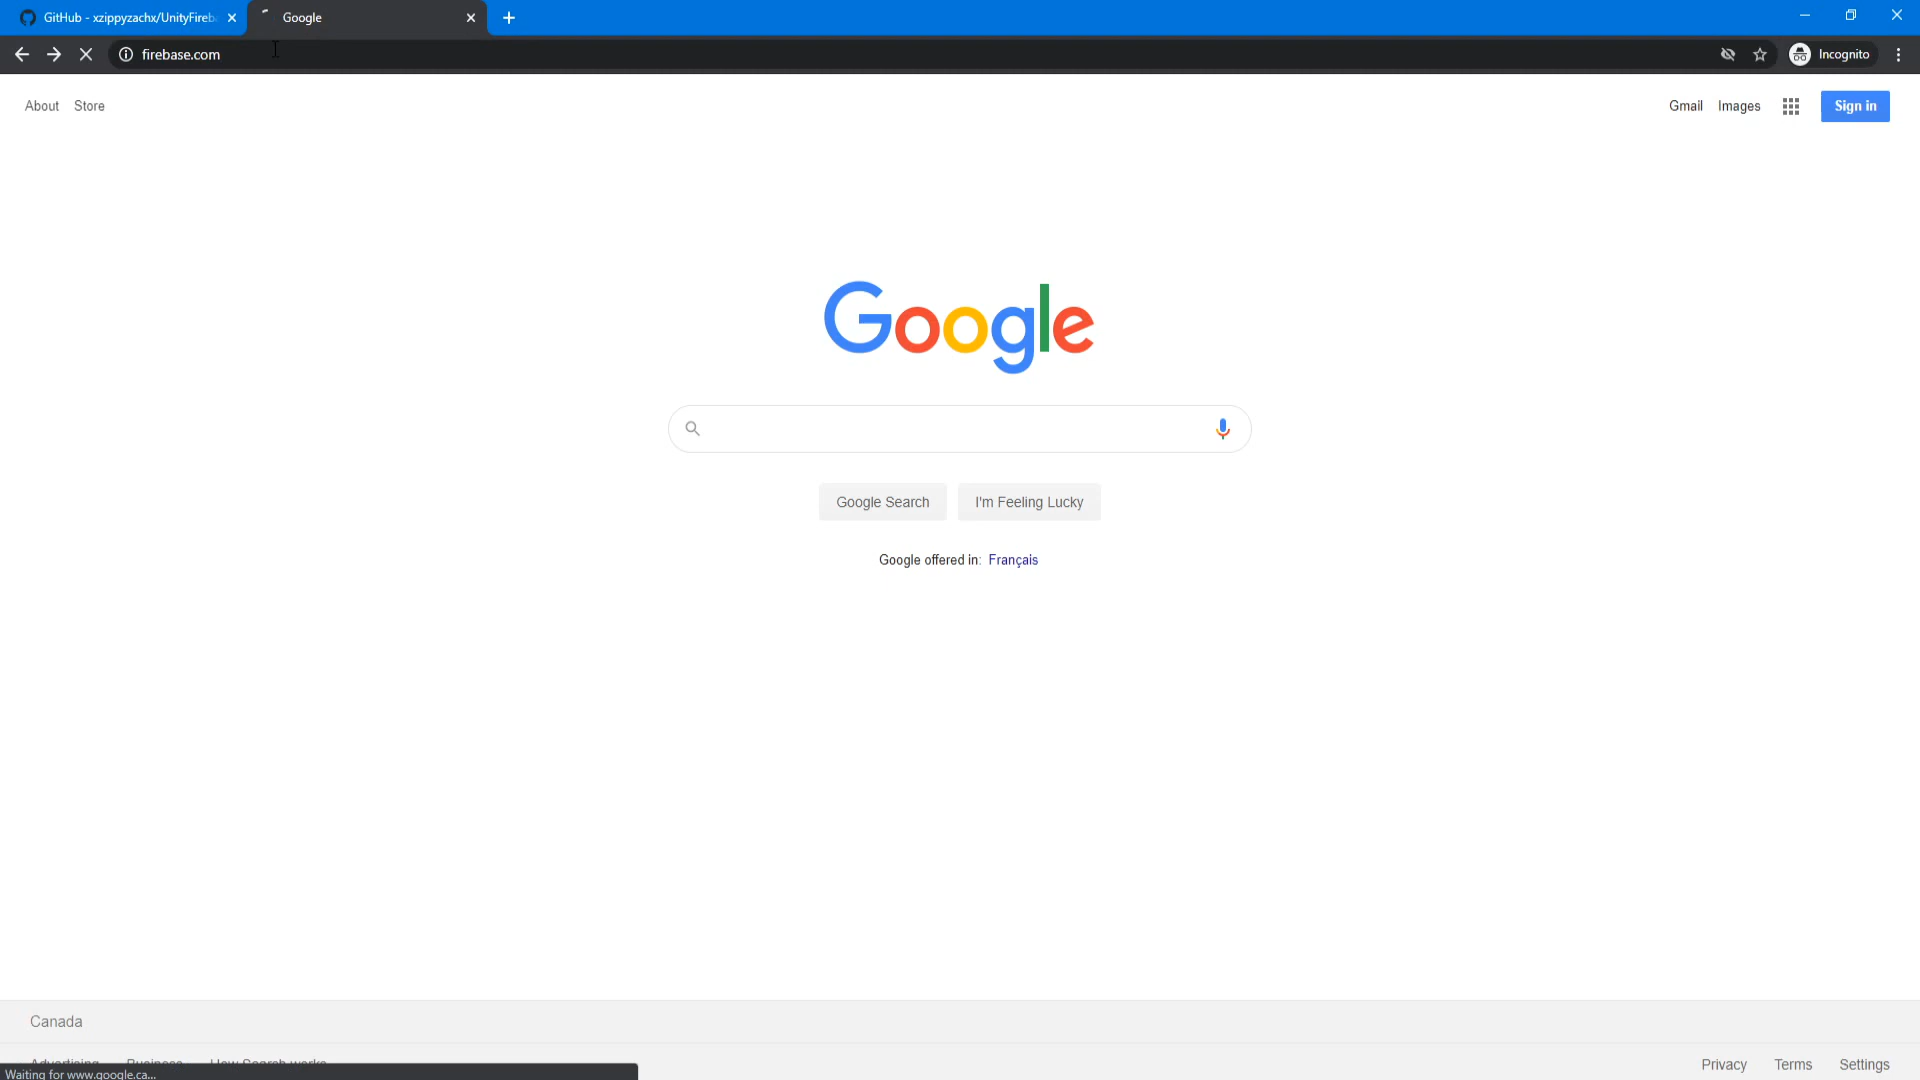 GitHub - xzippyzachx/UnityFireb
Google
firebase.com
Incognito
About Store
Gmail Images Sign in
Google
Google Search I'm Feeling Lucky
Google offered in: Français
Canada
Advertising Business How Search works
Privacy Terms Settings
Waiting for www.google.ca...